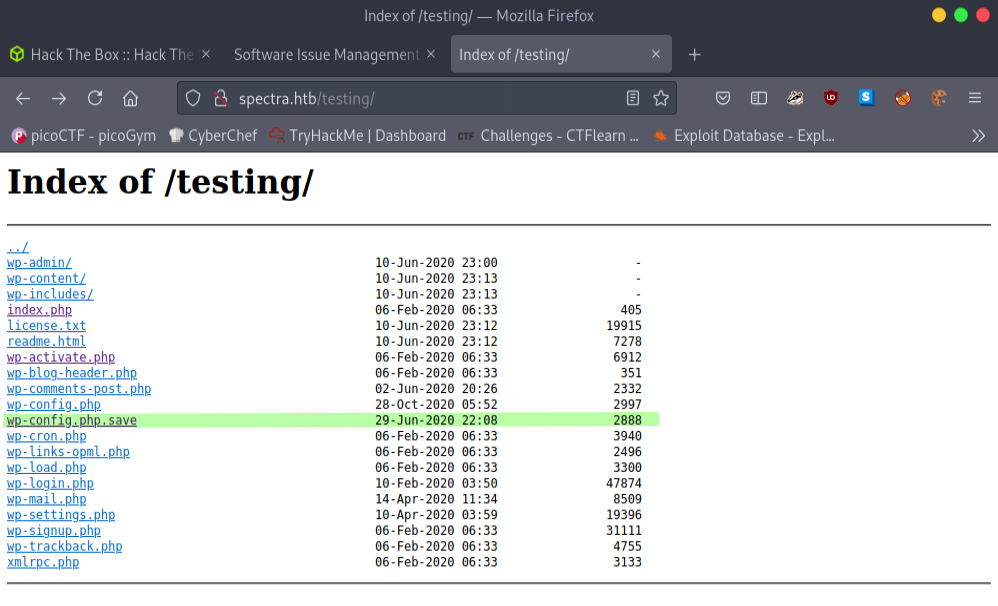 Index of /testing/ — Mozilla Firefox
Hack The Box :: Hack The
Software Issue Management
Index of /testing/
spectra.htb/testing/
picoCTF - picoGym
CyberChef
TryHackMe | Dashboard
CTF Challenges - CTFlearn ...
Exploit Database - Expl...
Index of /testing/
../
wp-admin/ 10-Jun-2020 23:00 -
wp-content/ 10-Jun-2020 23:13 -
wp-includes/ 10-Jun-2020 23:13 -
index.php 06-Feb-2020 06:33 405
license.txt 10-Jun-2020 23:12 19915
readme.html 10-Jun-2020 23:12 7278
wp-activate.php 06-Feb-2020 06:33 6912
wp-blog-header.php 06-Feb-2020 06:33 351
wp-comments-post.php 02-Jun-2020 20:26 2332
wp-config.php 28-Oct-2020 05:52 2997
wp-config.php.save 29-Jun-2020 22:08 2888
wp-cron.php 06-Feb-2020 06:33 3940
wp-links-opml.php 06-Feb-2020 06:33 2496
wp-load.php 06-Feb-2020 06:33 3300
wp-login.php 10-Feb-2020 03:50 47874
wp-mail.php 14-Apr-2020 11:34 8509
wp-settings.php 10-Apr-2020 03:59 19396
wp-signup.php 06-Feb-2020 06:33 31111
wp-trackback.php 06-Feb-2020 06:33 4755
xmlrpc.php 06-Feb-2020 06:33 3133